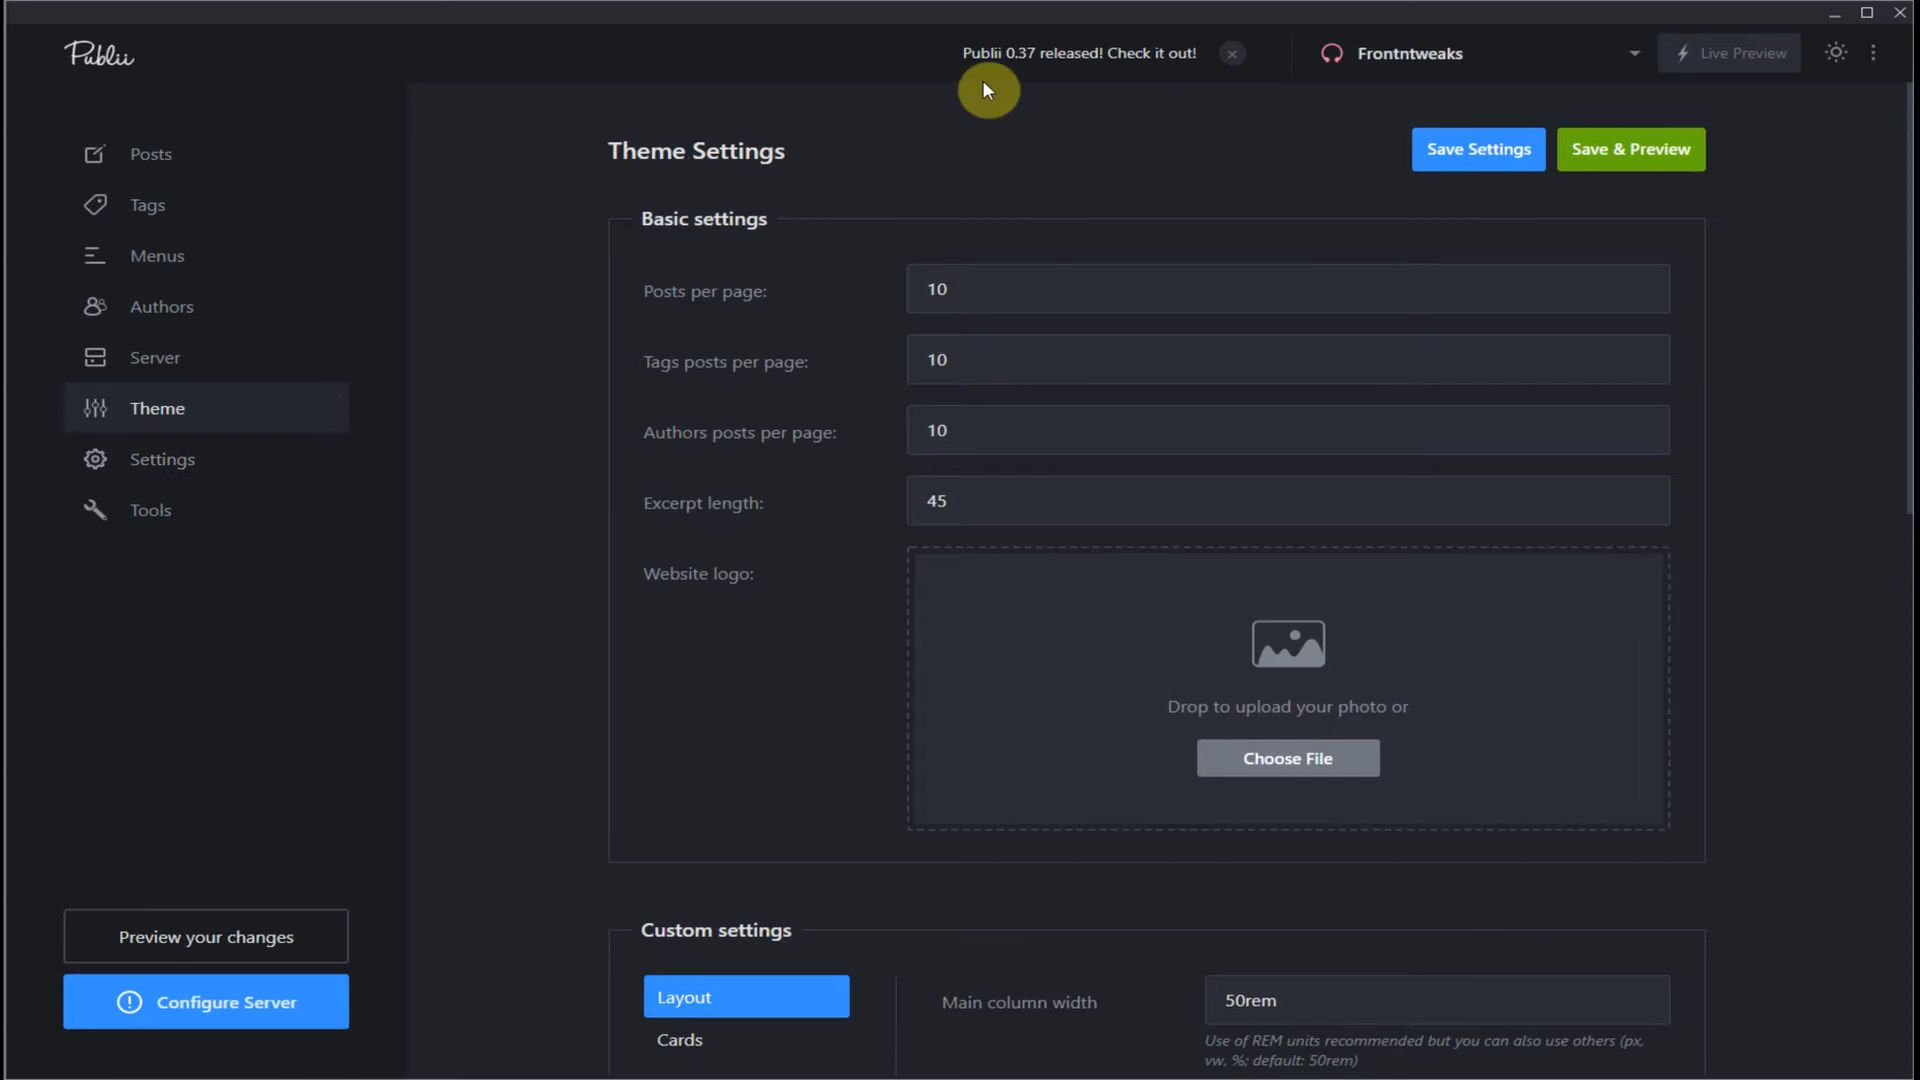 Publii
Publii 0.37 released! Check it out!
Frontntweaks
Live Preview
Posts
Tags
Menus
Authors
Server
Theme
Settings
Tools
Preview your changes
Configure Server
Theme Settings
Save Settings
Save & Preview
Basic settings
Posts per page:
10
Tags posts per page:
10
Authors posts per page:
10
Excerpt length:
45
Website logo:
Drop to upload your photo or
Choose File
Custom settings
Layout
Cards
Main column width
50rem
Use of REM units recommended but you can also use others (px,
vw, %; default: 50rem)